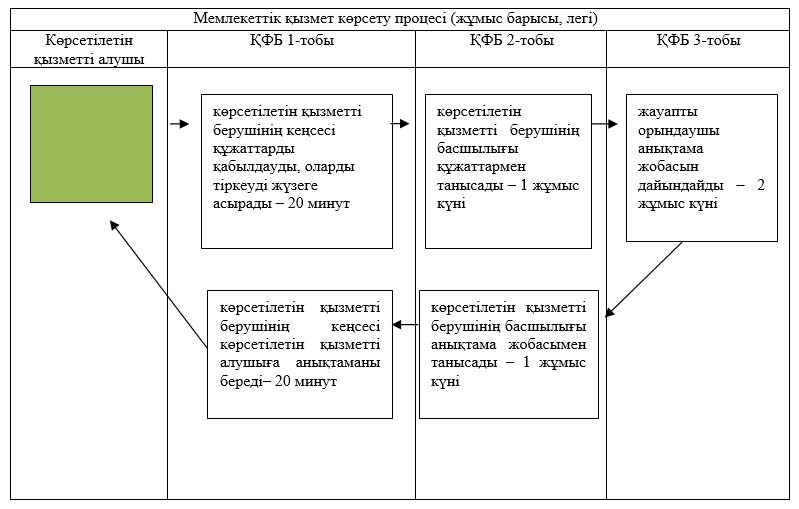 Мемлекеттік қызмет көрсету процесі (жұмыс барысы, легі)
Көрсетілетін
қызметті алушы
ҚФБ 1-тобы
ҚФБ 2-тобы
ҚФБ 3-тобы
көрсетілетін қызметті
берушінің кеңсесі
құжаттарды
қабылдауды, оларды
тіркеуді жүзеге
асырады – 20 минут
көрсетілетін
қызметті берушінің
басшылығы
құжаттармен
танысады – 1 жұмыс
күні
жауапты
орындаушы
анықтама
жобасын
дайындайды – 2
жұмыс күні
көрсетілетін қызметті
берушінің кеңсесі
көрсетілетін қызметті
алушыға анықтаманы
береді– 20 минут
көрсетілетін қызметті
берушінің басшылығы
анықтама жобасымен
танысады – 1 жұмыс
күні